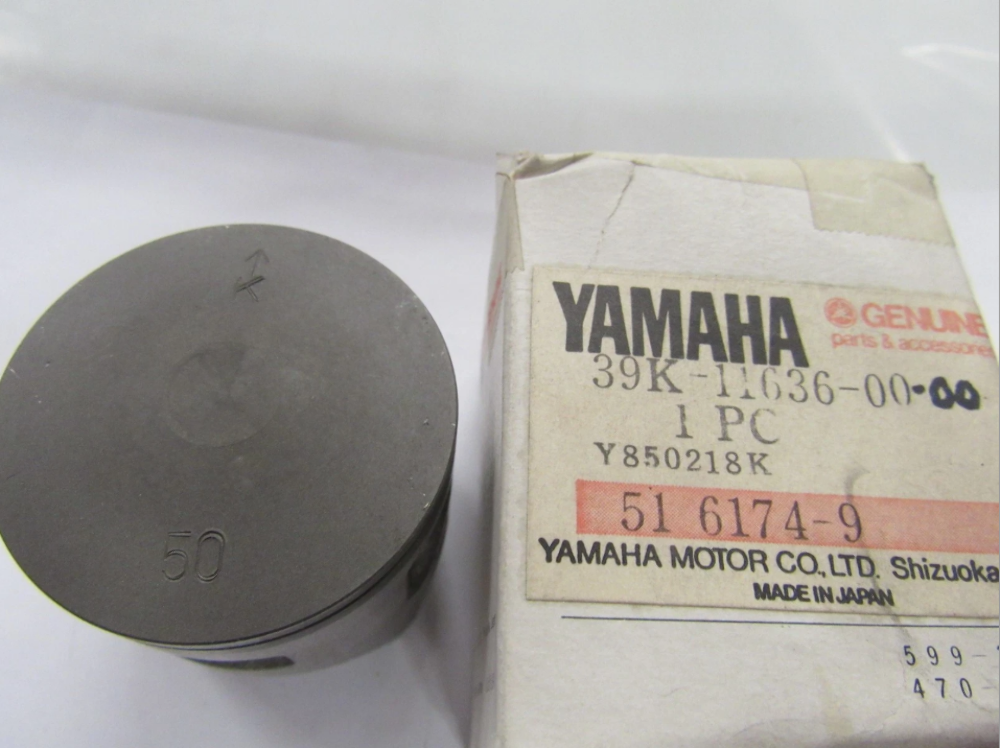 50
YAMAHA
GENUINE
parts & accessories
39K-11636-00-00
1 PC
Y850218K
51 6174-9
YAMAHA MOTOR CO., LTD. Shizuoka
MADE IN JAPAN
599-
470-